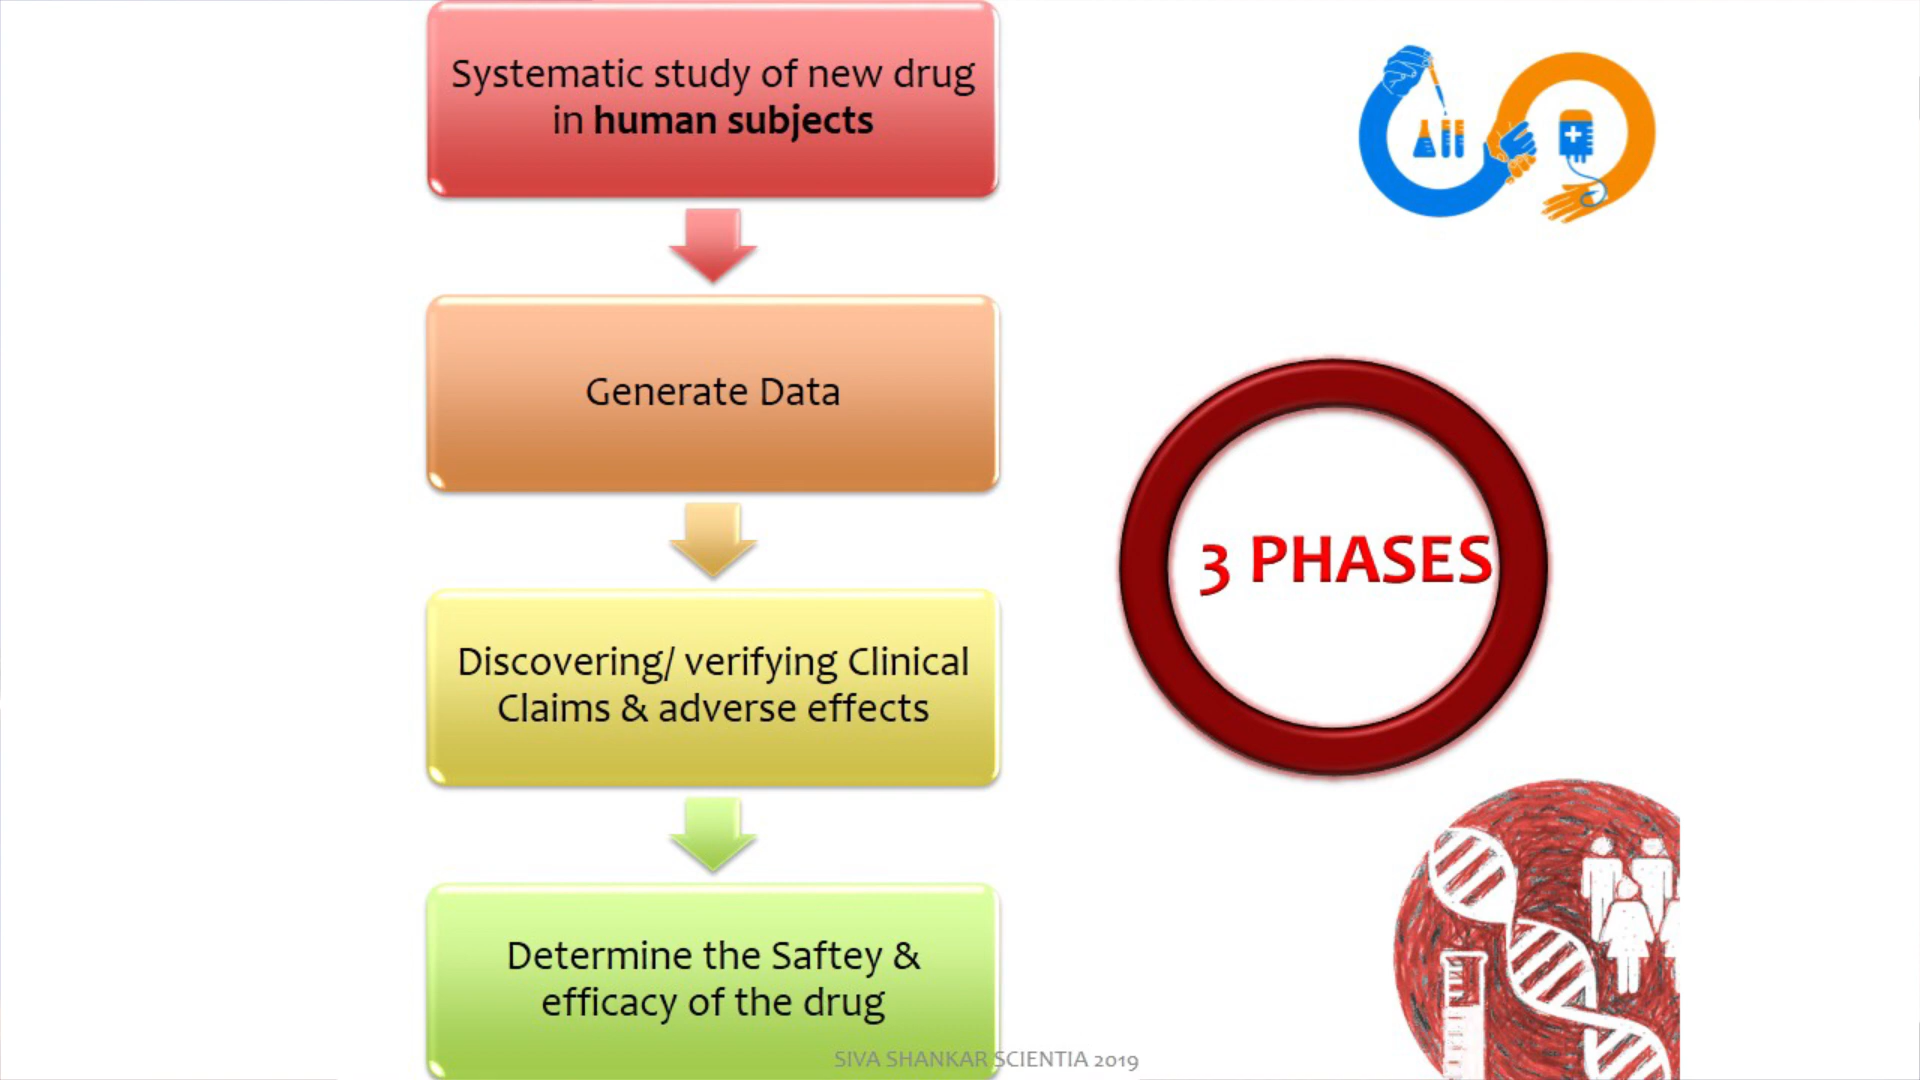 Systematic study of new drug
in human subjects
Generate Data
Discovering/ verifying Clinical
Claims & adverse effects
Determine the Saftey &
efficacy of the drug
3 PHASES
SIVA SHANKAR SCIENTIA 2019